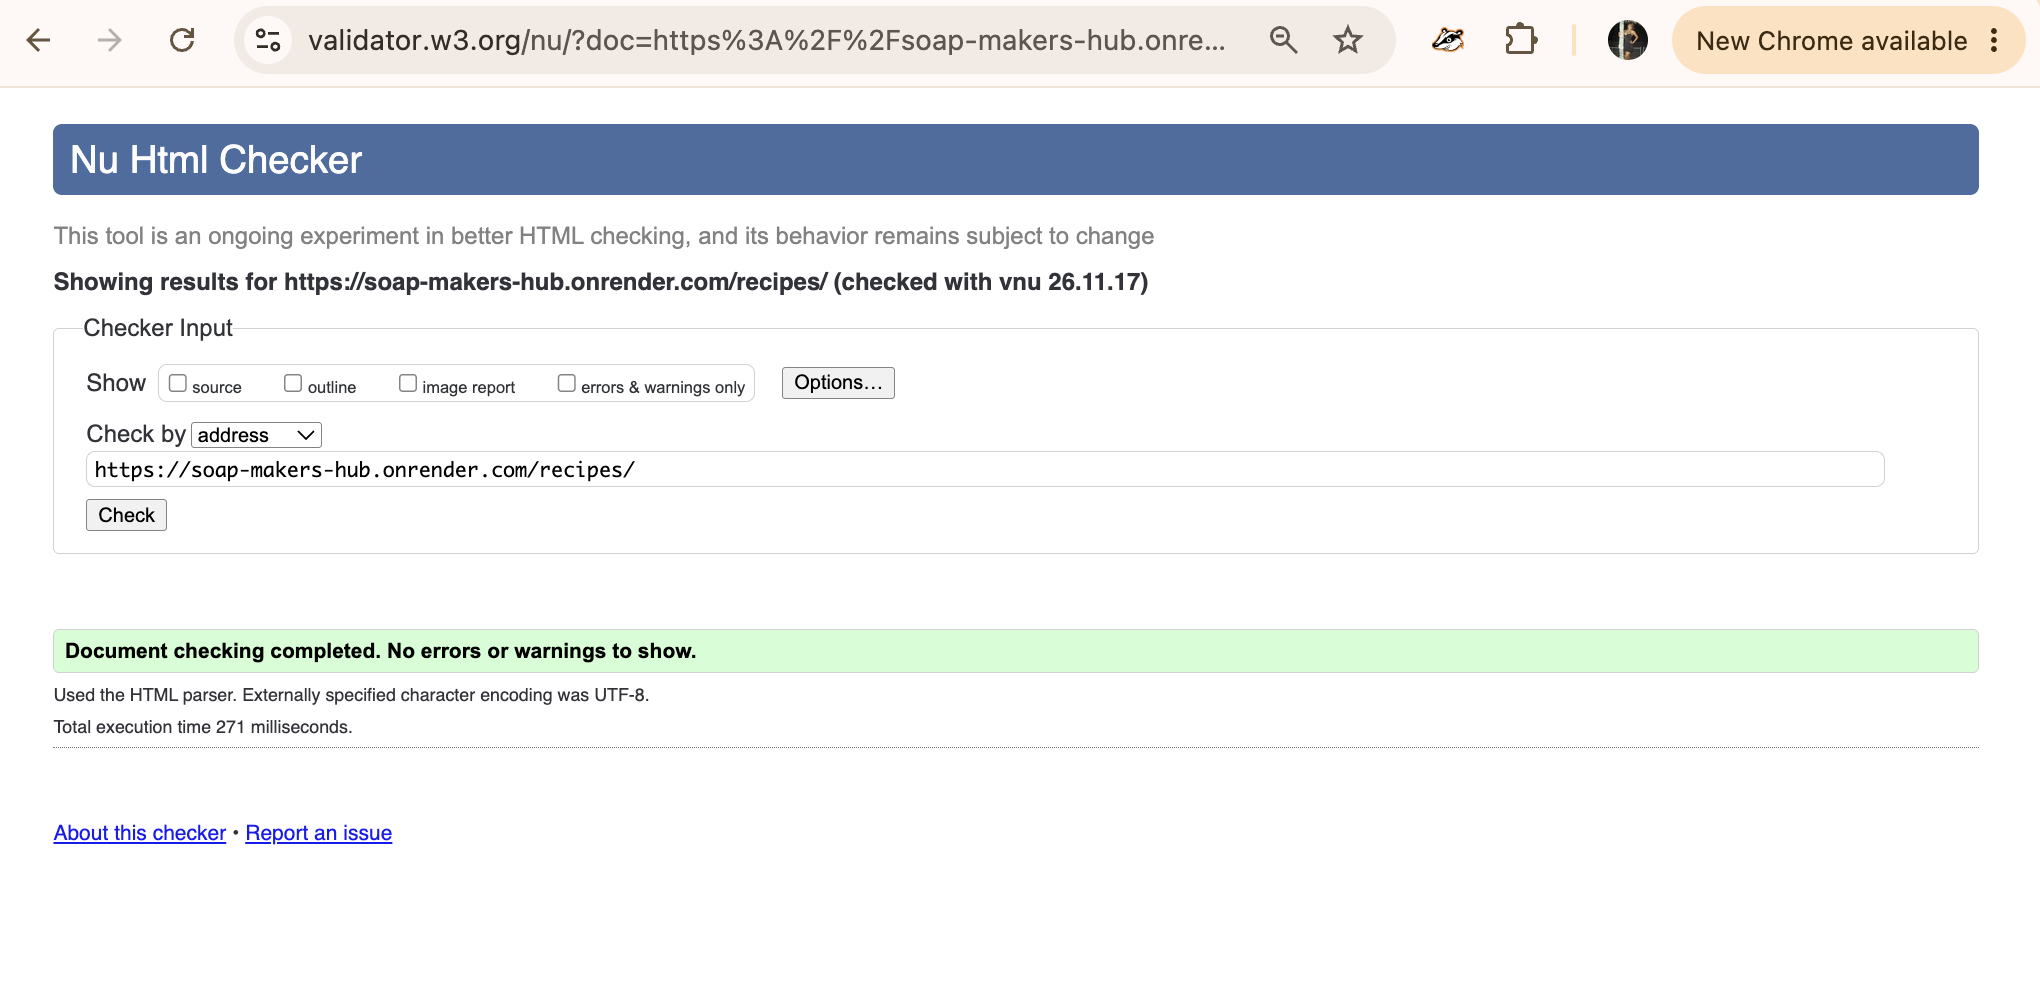 validator.w3.org/nu/?doc=https%3A%2F%2Fsoap-makers-hub.onre...
New Chrome available
Nu Html Checker
This tool is an ongoing experiment in better HTML checking, and its behavior remains subject to change
Showing results for https://soap-makers-hub.onrender.com/recipes/ (checked with vnu 26.11.17)
Checker Input
Show source outline image report errors & warnings only Options...
Check by address
https://soap-makers-hub.onrender.com/recipes/
Check
Document checking completed. No errors or warnings to show.
Used the HTML parser. Externally specified character encoding was UTF-8.
Total execution time 271 milliseconds.
About this checker • Report an issue